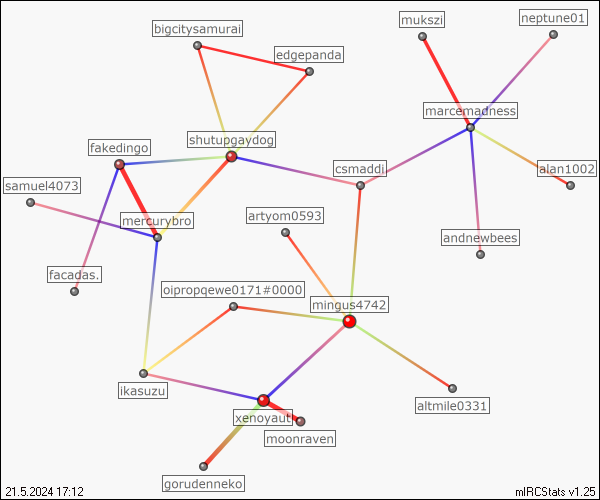 mukszi
neptune01
bigcitysamurai
edgepanda
marcemadness
shutupgaydog
fakedingo
csmaddi
alan1002
samuel4073
mercurybro
artyom0593
andnewbees
facadas.
oipropqewe0171#0000
mingus4742
ikasuzu
altmile0331
xenoyaut
moonraven
gorudenneko
21.5.2024 17:12
mIRCStats v1.25